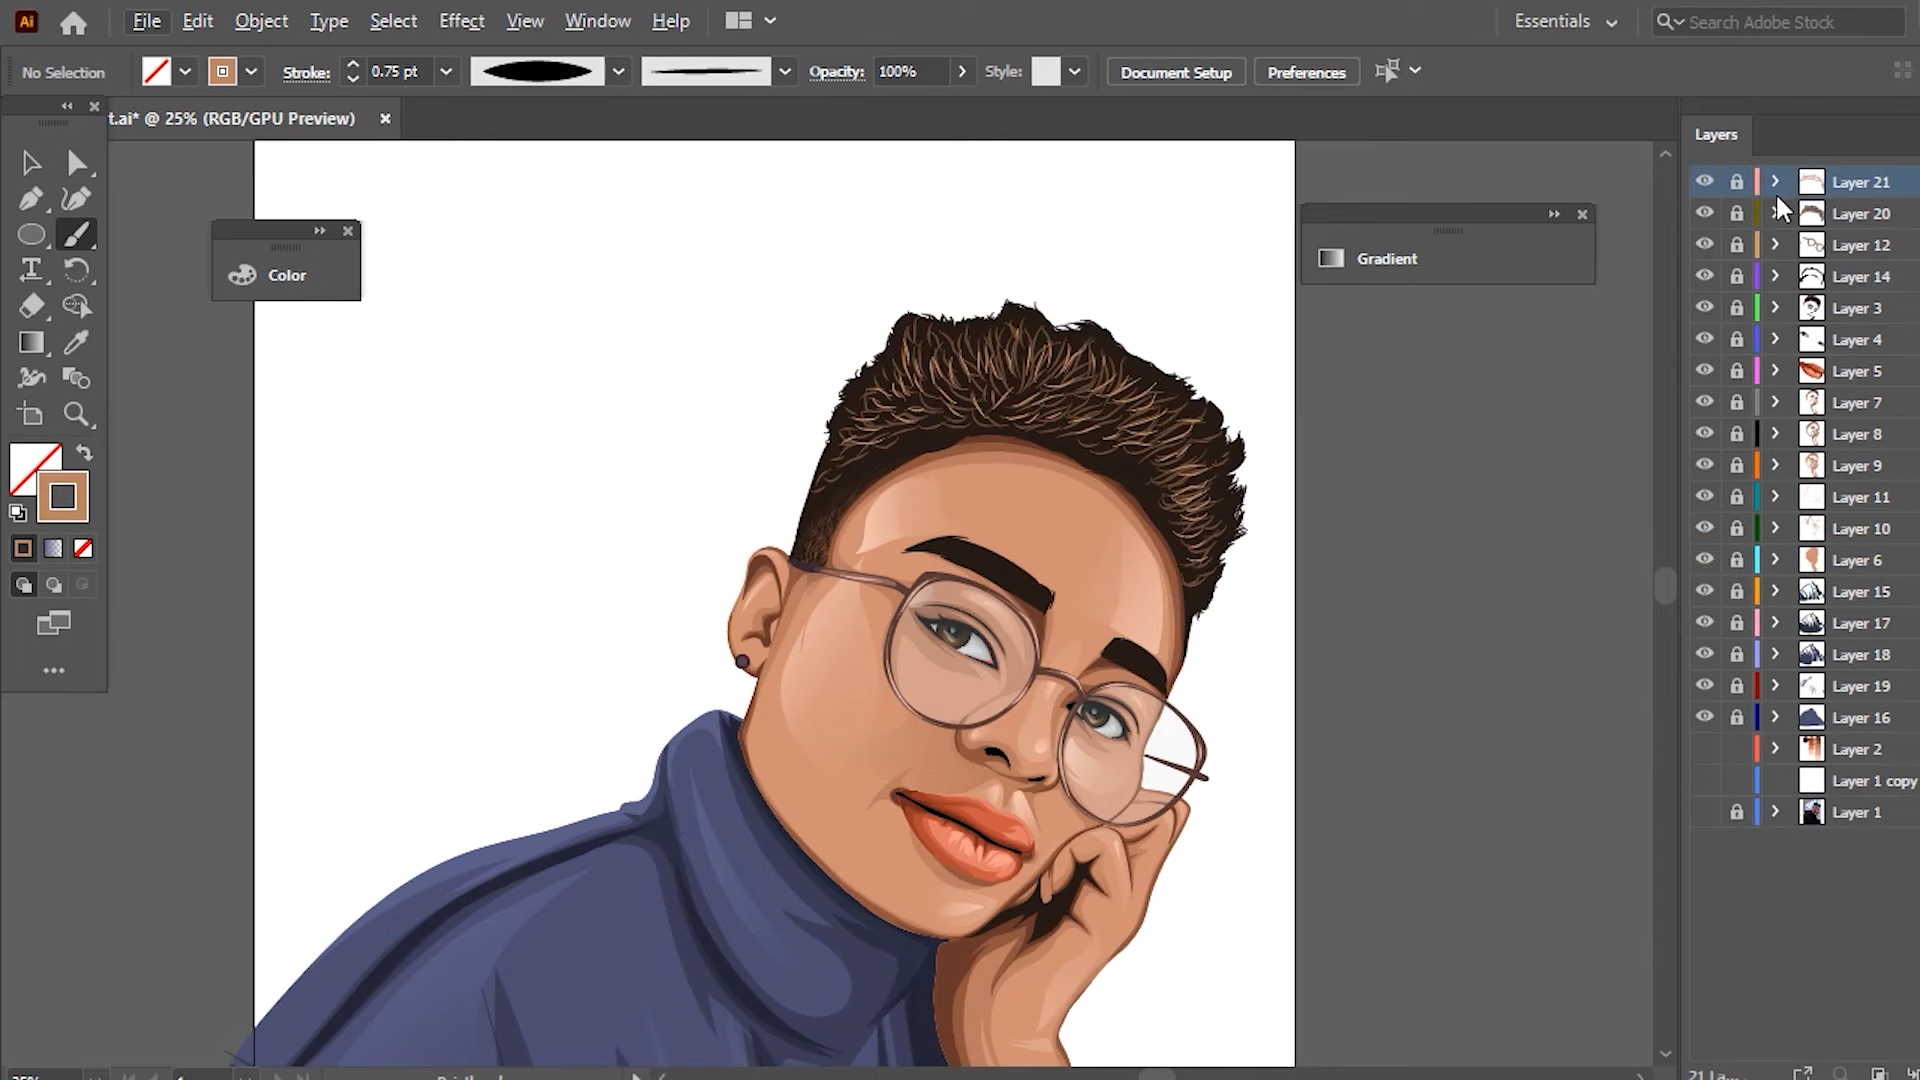 Ai File Edit Object Type Select Effect View Window Help Essentials Search Adobe Stock
No Selection Stroke: 0.75 pt Opacity: 100% Style: Document Setup Preferences
t.ai* @ 25% (RGB/GPU Preview)
Layers
Color
Gradient
Layer 21
Layer 20
Layer 12
Layer 14
Layer 3
Layer 4
Layer 5
Layer 7
Layer 8
Layer 9
Layer 11
Layer 10
Layer 6
Layer 15
Layer 17
Layer 18
Layer 19
Layer 16
Layer 2
Layer 1 copy
Layer 1
21 La...